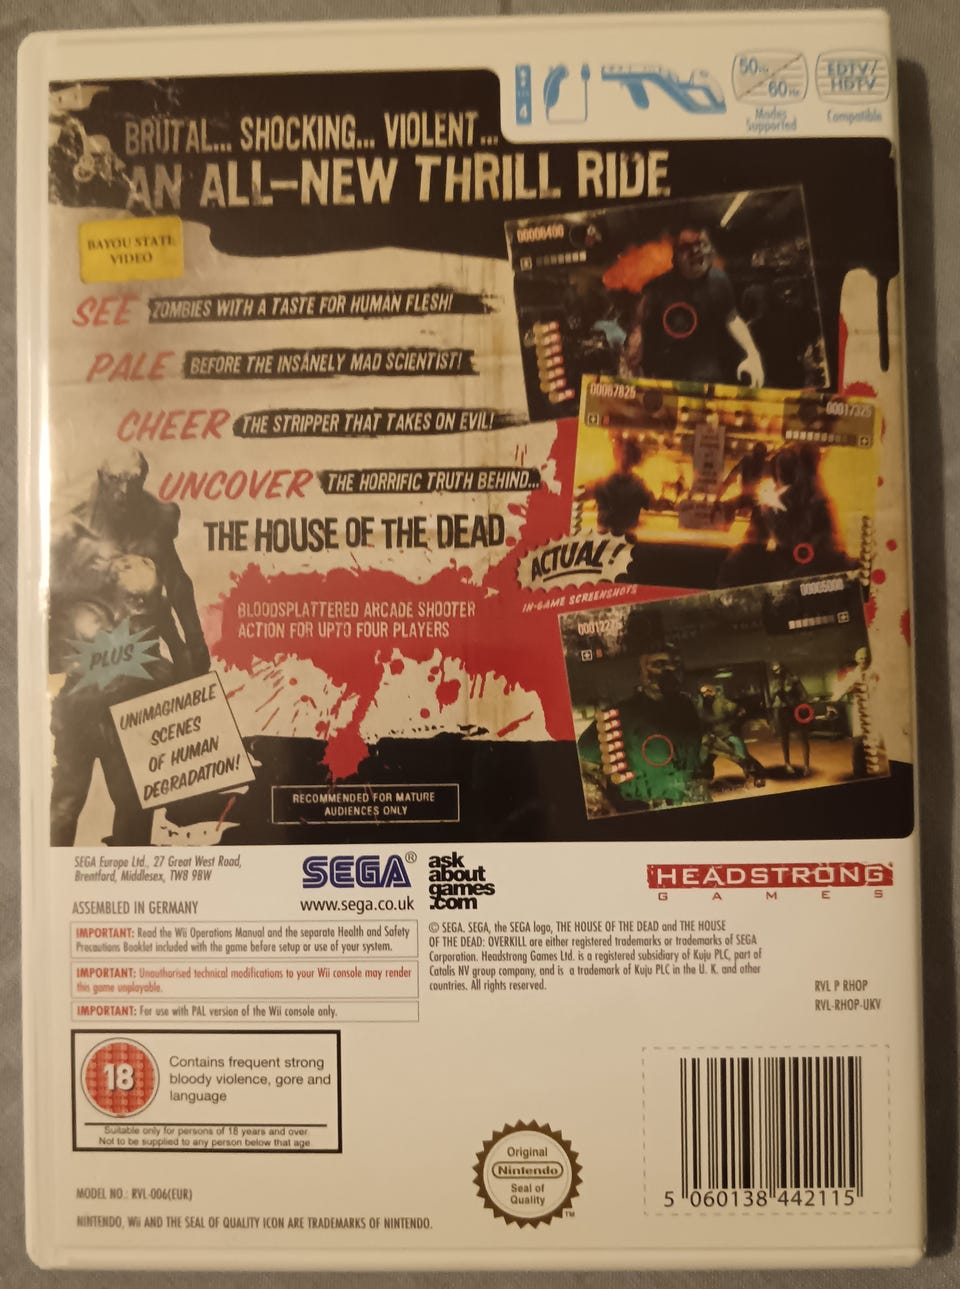 50Hz
60Hz
Modes
Supported
EDTV/
HDTV
Compatible
4
BRUTAL... SHOCKING... VIOLENT...
AN ALL-NEW THRILL RIDE
BAYOU STATE
VIDEO
SEE ZOMBIES WITH A TASTE FOR HUMAN FLESH!
PALE BEFORE THE INSANELY MAD SCIENTIST!
CHEER THE STRIPPER THAT TAKES ON EVIL!
UNCOVER THE HORRIFIC TRUTH BEHIND...
THE HOUSE OF THE DEAD
BLOODSPLATTERED ARCADE SHOOTER
ACTION FOR UPTO FOUR PLAYERS
PLUS
UNIMAGINABLE
SCENES
OF HUMAN
DEGRADATION!
00067825
00017325
ACTUAL!
IN-GAME SCREENSHOTS
RECOMMENDED FOR MATURE
AUDIENCES ONLY
SEGA Europe Ltd., 27 Great West Road,
Brentford, Middlesex, TW8 9BW
ASSEMBLED IN GERMANY
SEGA®
www.sega.co.uk
ask
about
games
.com
HEADSTRONG
GAMES
IMPORTANT: Read the Wii Operations Manual and the separate Health and Safety
Precautions Booklet included with the game before setup or use of your system.
IMPORTANT: Unauthorised technical modifications to your Wii console may render
this game unplayable.
IMPORTANT: For use with PAL version of the Wii console only.
© SEGA. SEGA, the SEGA logo, THE HOUSE OF THE DEAD and THE HOUSE
OF THE DEAD: OVERKILL are either registered trademarks or trademarks of SEGA
Corporation. Headstrong Games Ltd. is a registered subsidiary of Kuju PLC, part of
Catalis NV group company, and is a trademark of Kuju PLC in the U. K. and other
countries. All rights reserved.
RVL P RHOP
RVL-RHOP-UKV
18
Contains frequent strong
bloody violence, gore and
language
Suitable only for persons of 18 years and over.
Not to be supplied to any person below that age.
MODEL NO.: RVL-006(EUR)
NINTENDO, Wii AND THE SEAL OF QUALITY ICON ARE TRADEMARKS OF NINTENDO.
Original
Nintendo
Seal of
Quality
TM
5 060138 442115